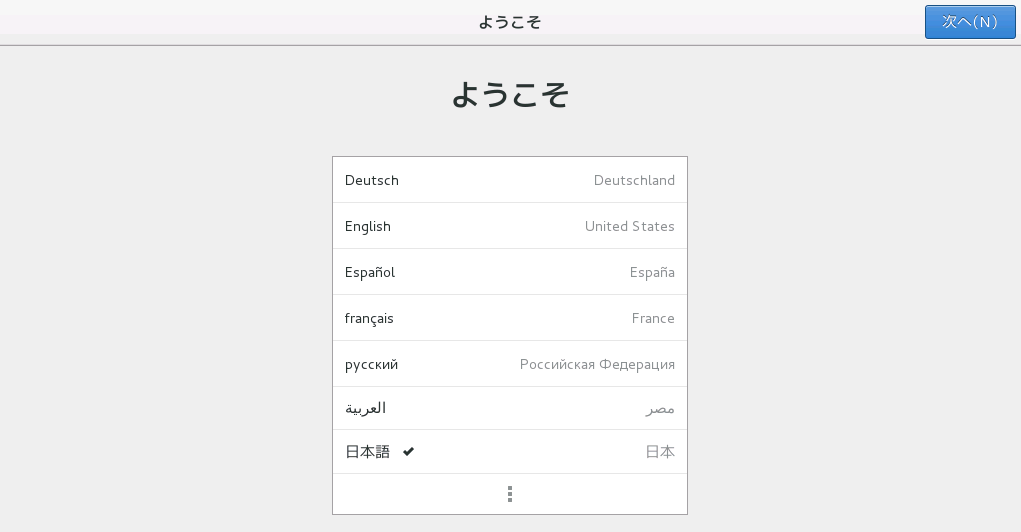 ようこそ
次へ(N)
ようこそ
Deutsch Deutschland
English United States
Español España
français France
русский Российская Федерация
العربية مصر
日本語 日本